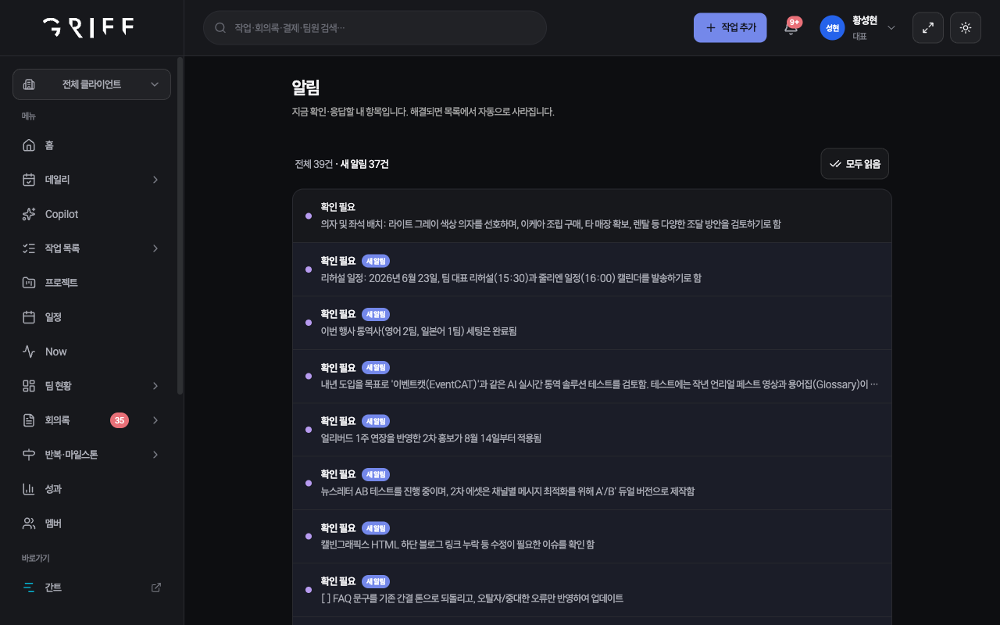 GRIFF
작업·회의록·결제·팀원 검색…
작업 추가
9+
성현
황성현
대표
전체 클라이언트
메뉴
홈
데일리
Copilot
작업 목록
프로젝트
일정
Now
팀 현황
회의록
35
반복·마일스톤
성과
멤버
바로가기
간트
알림
지금 확인·응답할 내 항목입니다. 해결되면 목록에서 자동으로 사라집니다.
전체 39건 · 새 알림 37건
모두 읽음
확인 필요
의자 및 좌석 배치: 라이트 그레이 색상 의자를 선호하며, 이케아 조립 구매, 타 매장 확보, 렌탈 등 다양한 조달 방안을 검토하기로 함
확인 필요 새 알림
리허설 일정: 2026년 6월 23일, 팀 대표 리허설(15:30)과 줄리엔 일정(16:00) 캘린더를 발송하기로 함
확인 필요 새 알림
이번 행사 통역사(영어 2팀, 일본어 1팀) 세팅은 완료됨
확인 필요 새 알림
내년 도입을 목표로 '이벤트캣(EventCAT)'과 같은 AI 실시간 통역 솔루션 테스트를 검토함. 테스트에는 작년 언리얼 페스트 영상과 용어집(Glossary)이 …
확인 필요 새 알림
얼리버드 1주 연장을 반영한 2차 홍보가 8월 14일부터 적용됨
확인 필요 새 알림
뉴스레터 AB 테스트를 진행 중이며, 2차 에셋은 채널별 메시지 최적화를 위해 A'/B' 듀얼 버전으로 제작함
확인 필요 새 알림
캘빈그래픽스 HTML 하단 블로그 링크 누락 등 수정이 필요한 이슈를 확인 함
확인 필요 새 알림
[ ] FAQ 문구를 기존 간결 톤으로 되돌리고, 오탈자/중대한 오류만 반영하여 업데이트